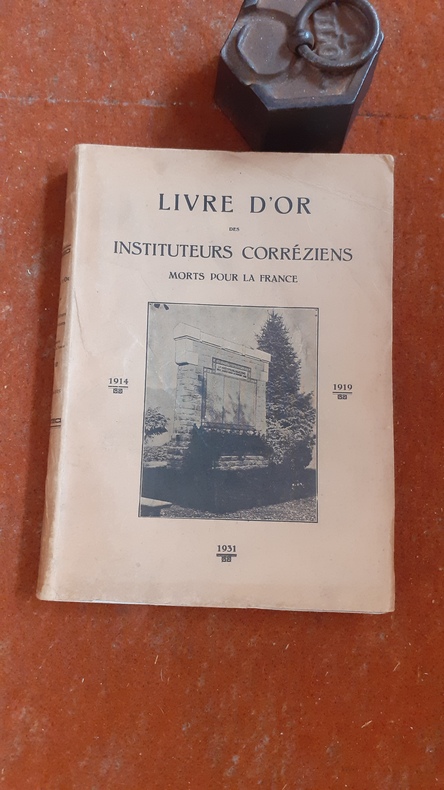 LIVRE D'OR
DES
INSTITUTEURS CORRÉZIENS
MORTS POUR LA FRANCE
1914
1919
1931